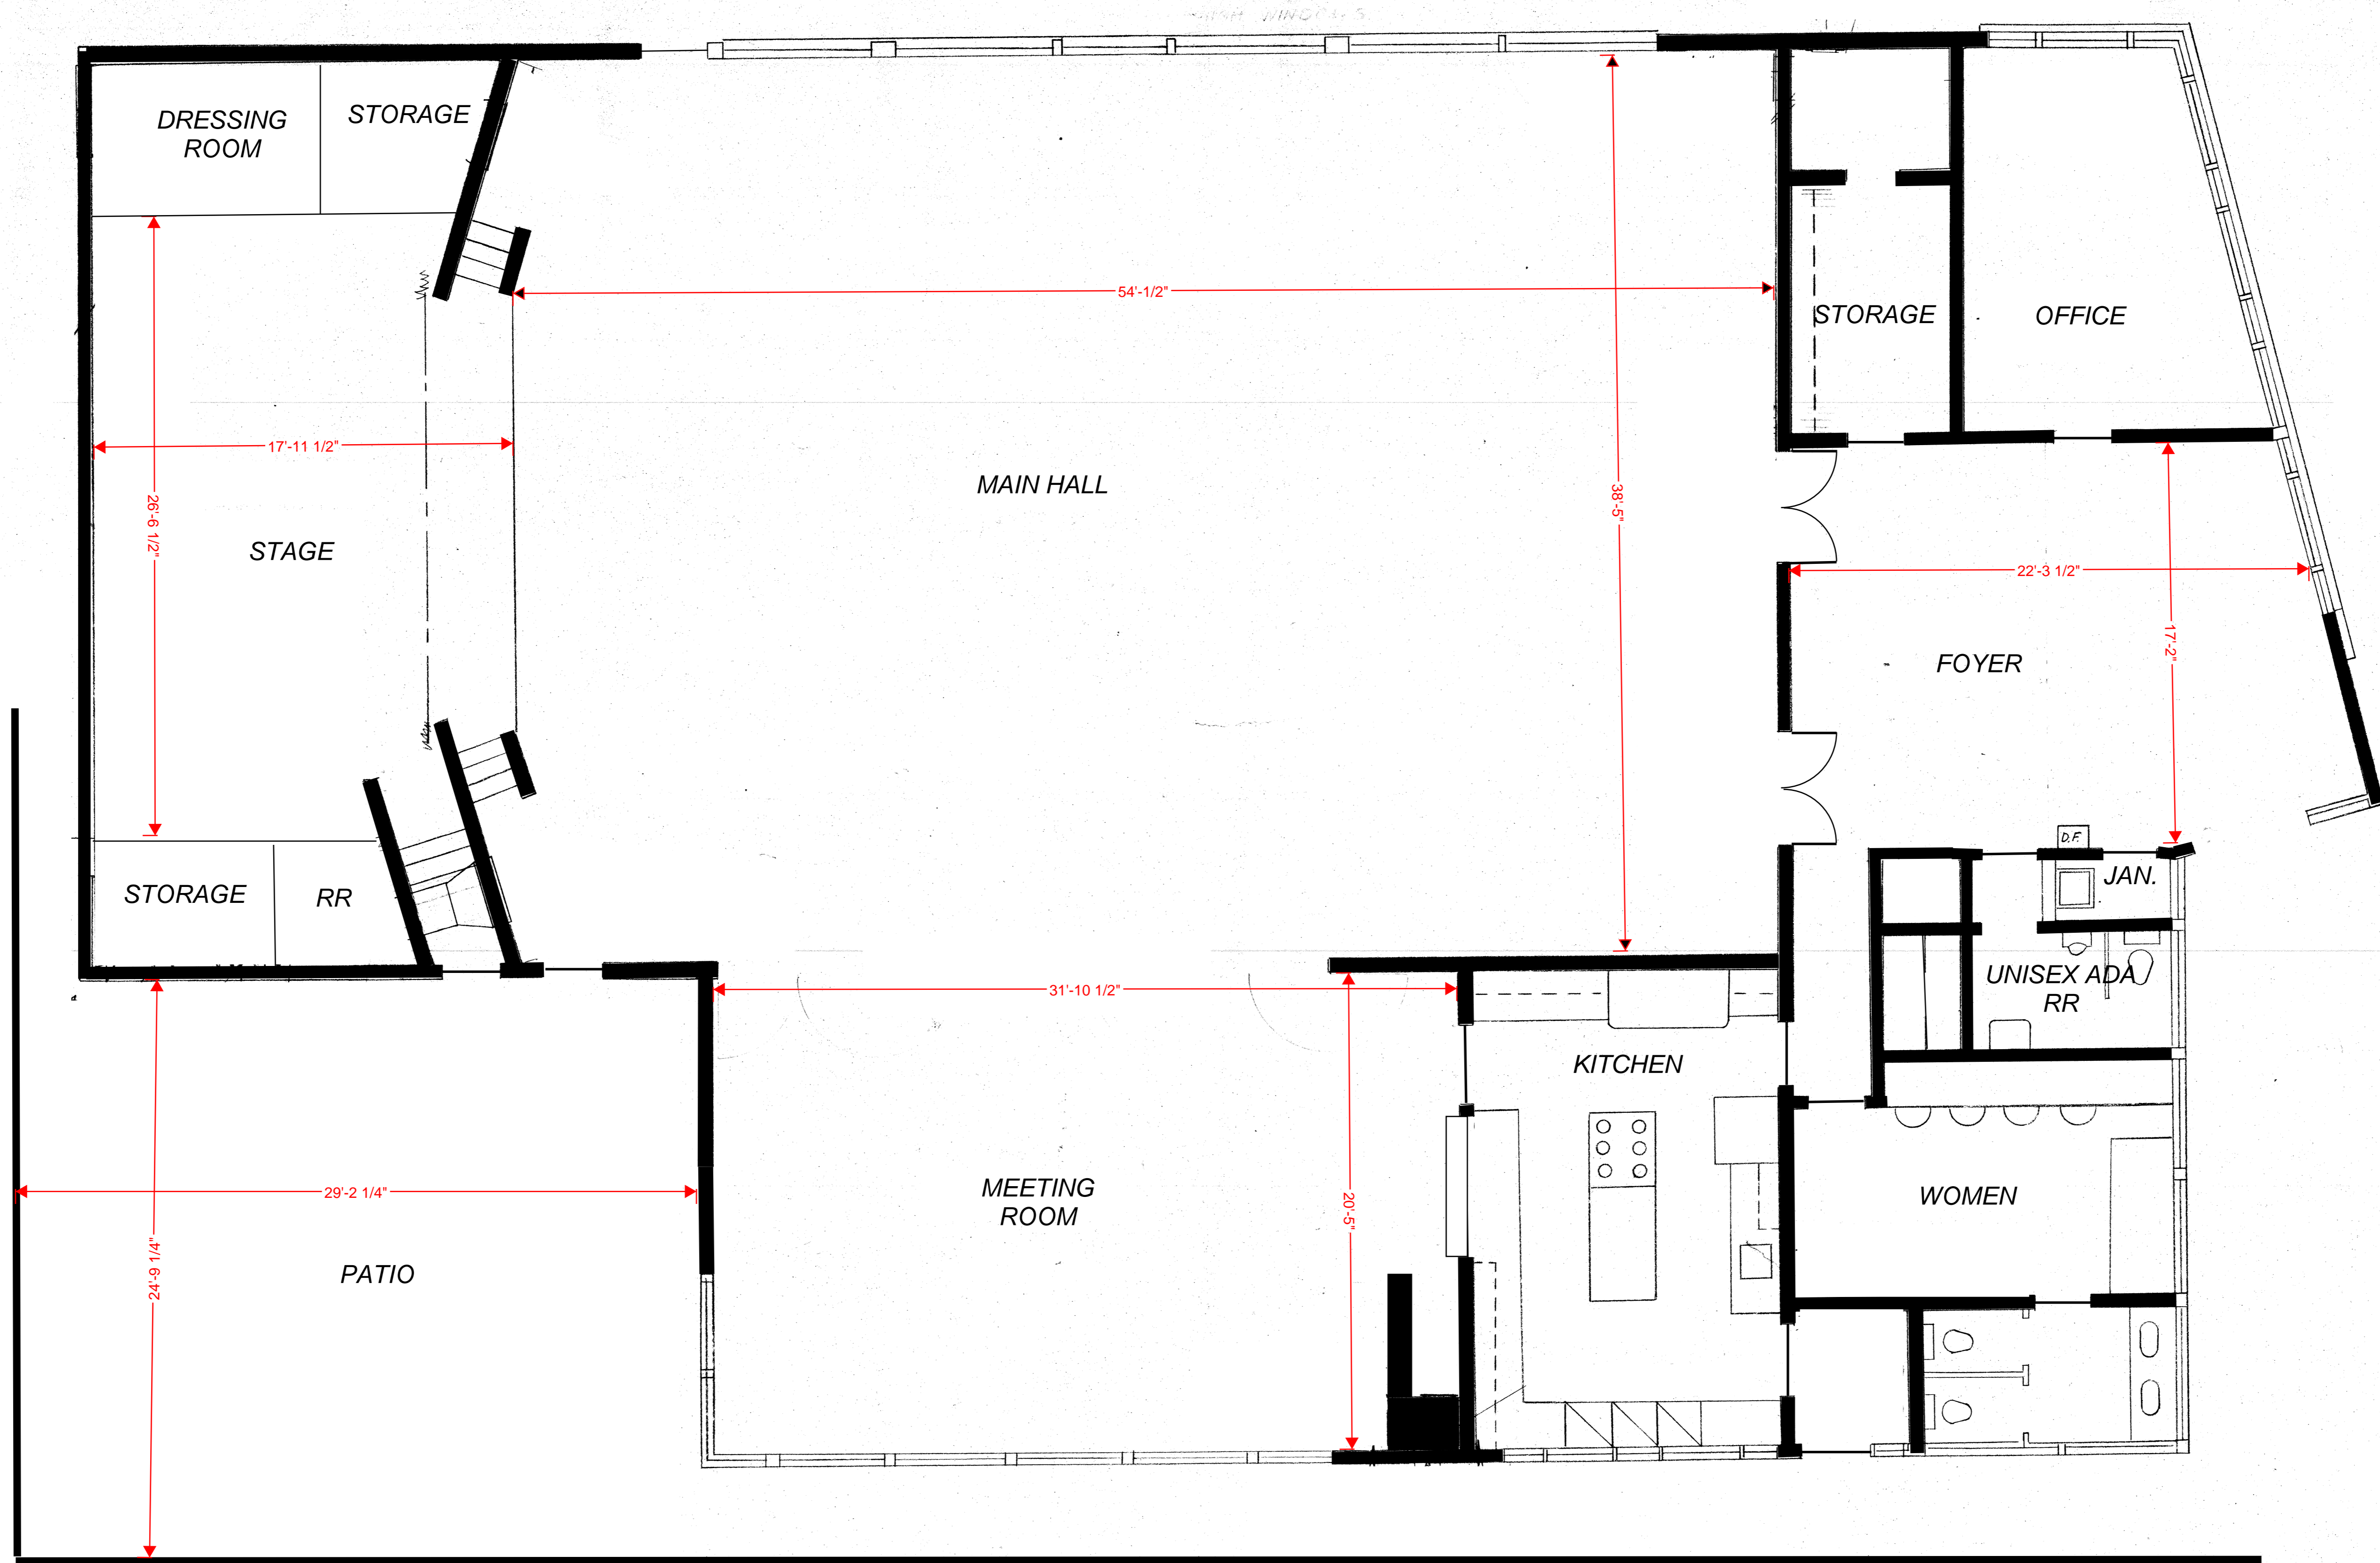 HIGH WINDOWS
DRESSING
ROOM
STORAGE
54'-1/2"
STORAGE
OFFICE
17'-11 1/2"
26'-6 1/2"
MAIN HALL
38'-5"
STAGE
22'-3 1/2"
17'-2"
FOYER
D.F.
JAN.
STORAGE
RR
UNISEX ADA
RR
31'-10 1/2"
KITCHEN
29'-2 1/4"
24'-9 1/4"
MEETING
ROOM
20'-5"
WOMEN
PATIO